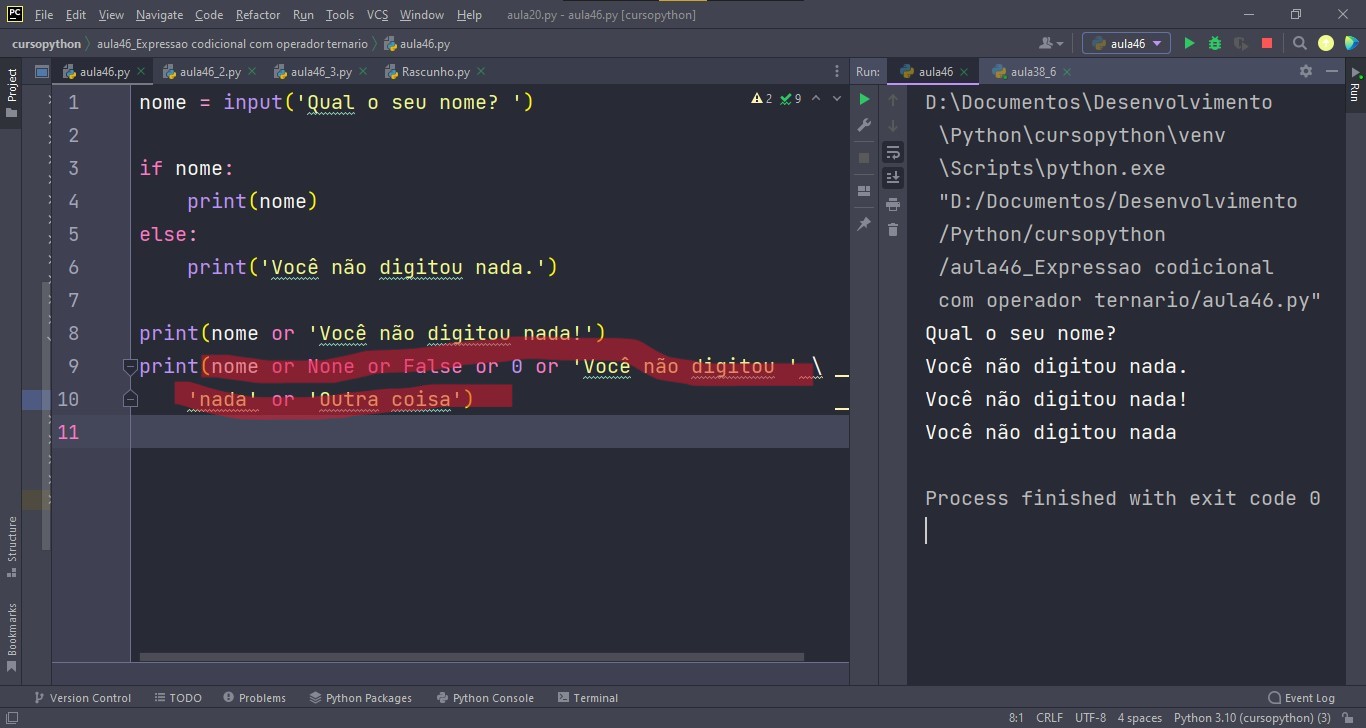 PC File Edit View Navigate Code Refactor Run Tools VCS Window Help aula20.py - aula46.py [cursopython]
cursopython aula46_Expressao codicional com operador ternario aula46.py aula46
Project
aula46.py aula46_2.py aula46_3.py Rascunho.py
1 nome = input('Qual o seu nome? ')
2
3 if nome:
4 print(nome)
5 else:
6 print('Você não digitou nada.')
7
8 print(nome or 'Você não digitou nada!')
9 print(nome or None or False or 0 or 'Você não digitou ' \
10 'nada' or 'Outra coisa')
11
2 9
Run: aula46 aula38_6
D:\Documentos\Desenvolvimento
\Python\cursopython\venv
\Scripts\python.exe
"D:/Documentos/Desenvolvimento
/Python/cursopython
/aula46_Expressao codicional
com operador ternario/aula46.py"
Qual o seu nome?
Você não digitou nada.
Você não digitou nada!
Você não digitou nada
Process finished with exit code 0
Run
Structure
Bookmarks
Version Control TODO Problems Python Packages Python Console Terminal Event Log
8:1 CRLF UTF-8 4 spaces Python 3.10 (cursopython) (3)